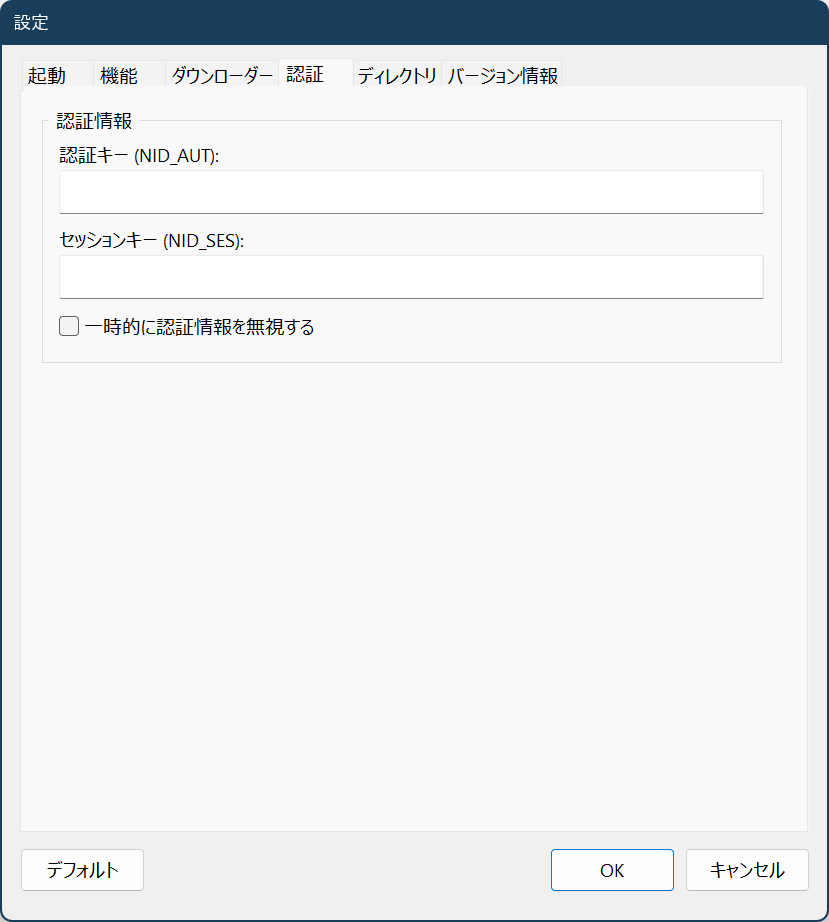 設定
起動 機能 ダウンローダー 認証 ディレクトリ バージョン情報
認証情報
認証キー (NID_AUT):
セッションキー (NID_SES):
一時的に認証情報を無視する
デフォルト OK キャンセル